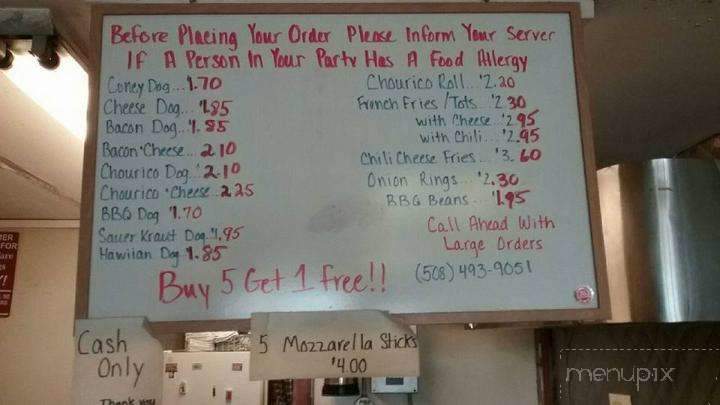 Before Placing Your Order Please Inform Your Server
If A Person In Your Party Has A Food Allergy
Coney Dog...1.70
Cheese Dog...1.85
Bacon Dog...1.85
Bacon·Cheese...2.10
Chourico Dog...2.10
Chourico·Cheese..2.25
BBQ Dog 1.70
Sauer Kraut Dog.1.95
Hawiian Dog 1.85
Chourico Roll...$2.20
French Fries/Tots...$2.30
with Cheese..$2.95
with Chili...$2.95
Chili Cheese Fries...$3.60
Onion Rings...$2.30
BBQ Beans...1.95
Call Ahead With
Large Orders
Buy 5 Get 1 free!!
(508)493-9051
Cash
Only
Thank you
5 Mozzarella Sticks
$4.00
FOR
menupix